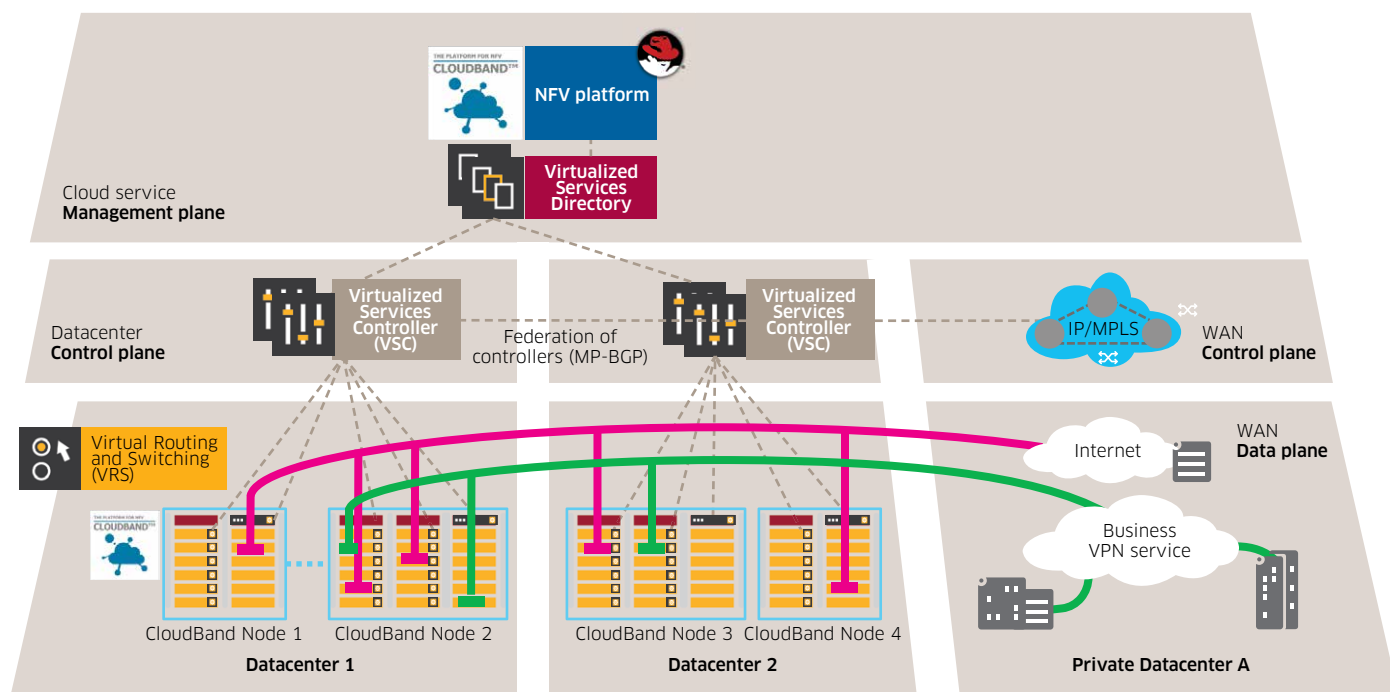 THE PLATFORM FOR NFV
CLOUDBAND™
NFV platform
Virtualized
Services
Directory
Cloud service
Management plane
Virtualized
Services
Controller
(VSC)
Virtualized
Services
Controller
(VSC)
Datacenter
Control plane
Federation of
controllers (MP-BGP)
IP/MPLS
WAN
Control plane
Virtual Routing
and Switching
(VRS)
Internet
WAN
Data plane
THE PLATFORM FOR NFV
CLOUDBAND™
Business
VPN service
CloudBand Node 1
CloudBand Node 2
CloudBand Node 3
CloudBand Node 4
Datacenter 1
Datacenter 2
Private Datacenter A